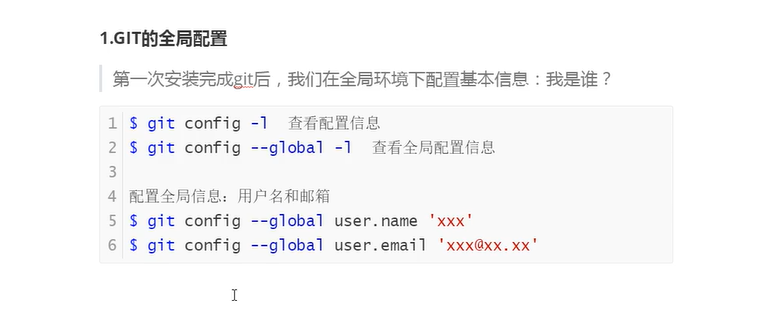 1.GIT的全局配置
第一次安装完成git后，我们在全局环境下配置基本信息：我是谁？
1 $ git config -l  查看配置信息
2 $ git config --global -l  查看全局配置信息
3
4 配置全局信息：用户名和邮箱
5 $ git config --global user.name 'xxx'
6 $ git config --global user.email 'xxx@xx.xx'